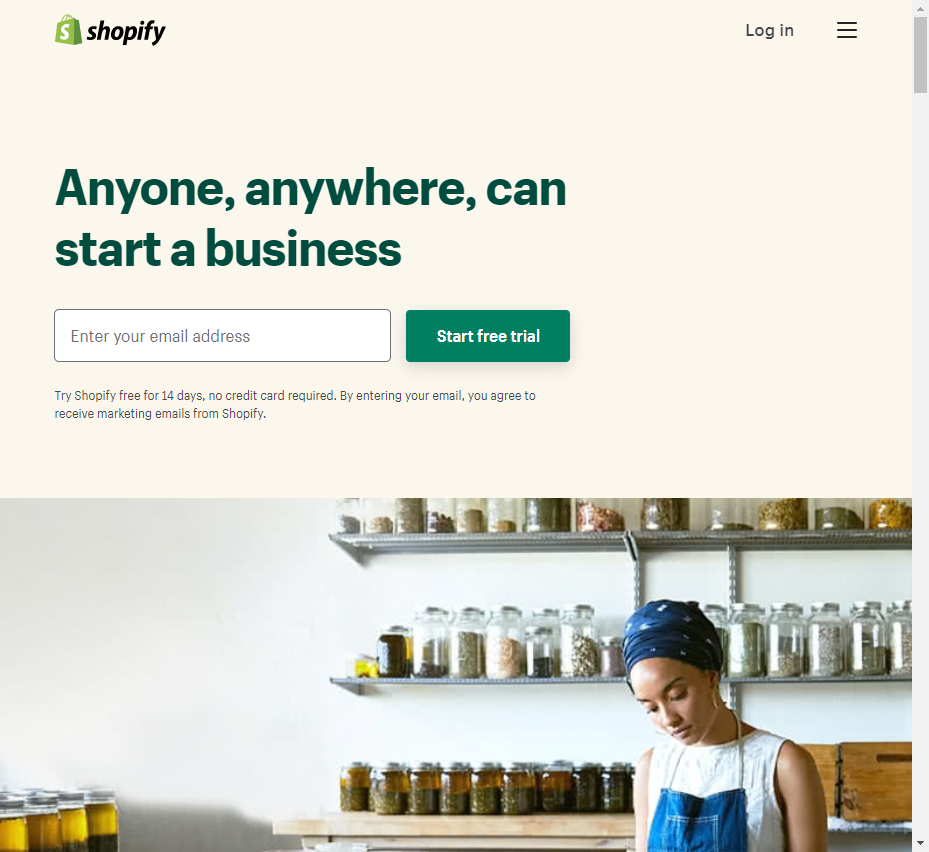 shopify
Log in
Anyone, anywhere, can
start a business
Enter your email address
Start free trial
Try Shopify free for 14 days, no credit card required. By entering your email, you agree to
receive marketing emails from Shopify.